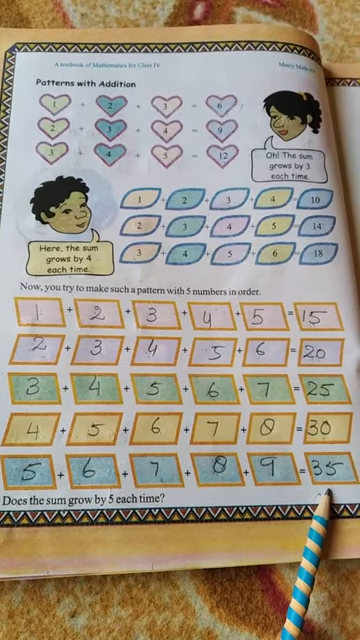 A textbook of Mathematics for Class IV
Merry Math-IV
Patterns with Addition
1 + 2 + 3 = 6
2 + 3 + 4 = 9
3 + 4 + 5 = 12
Oh! The sum
grows by 3
each time.
1 + 2 + 3 + 4 = 10
2 + 3 + 4 + 5 = 14
3 + 4 + 5 + 6 = 18
Here, the sum
grows by 4
each time.
Now, you try to make such a pattern with 5 numbers in order.
1 + 2 + 3 + 4 + 5 = 15
2 + 3 + 4 + 5 + 6 = 20
3 + 4 + 5 + 6 + 7 = 25
4 + 5 + 6 + 7 + 8 = 30
5 + 6 + 7 + 8 + 9 = 35
Does the sum grow by 5 each time?